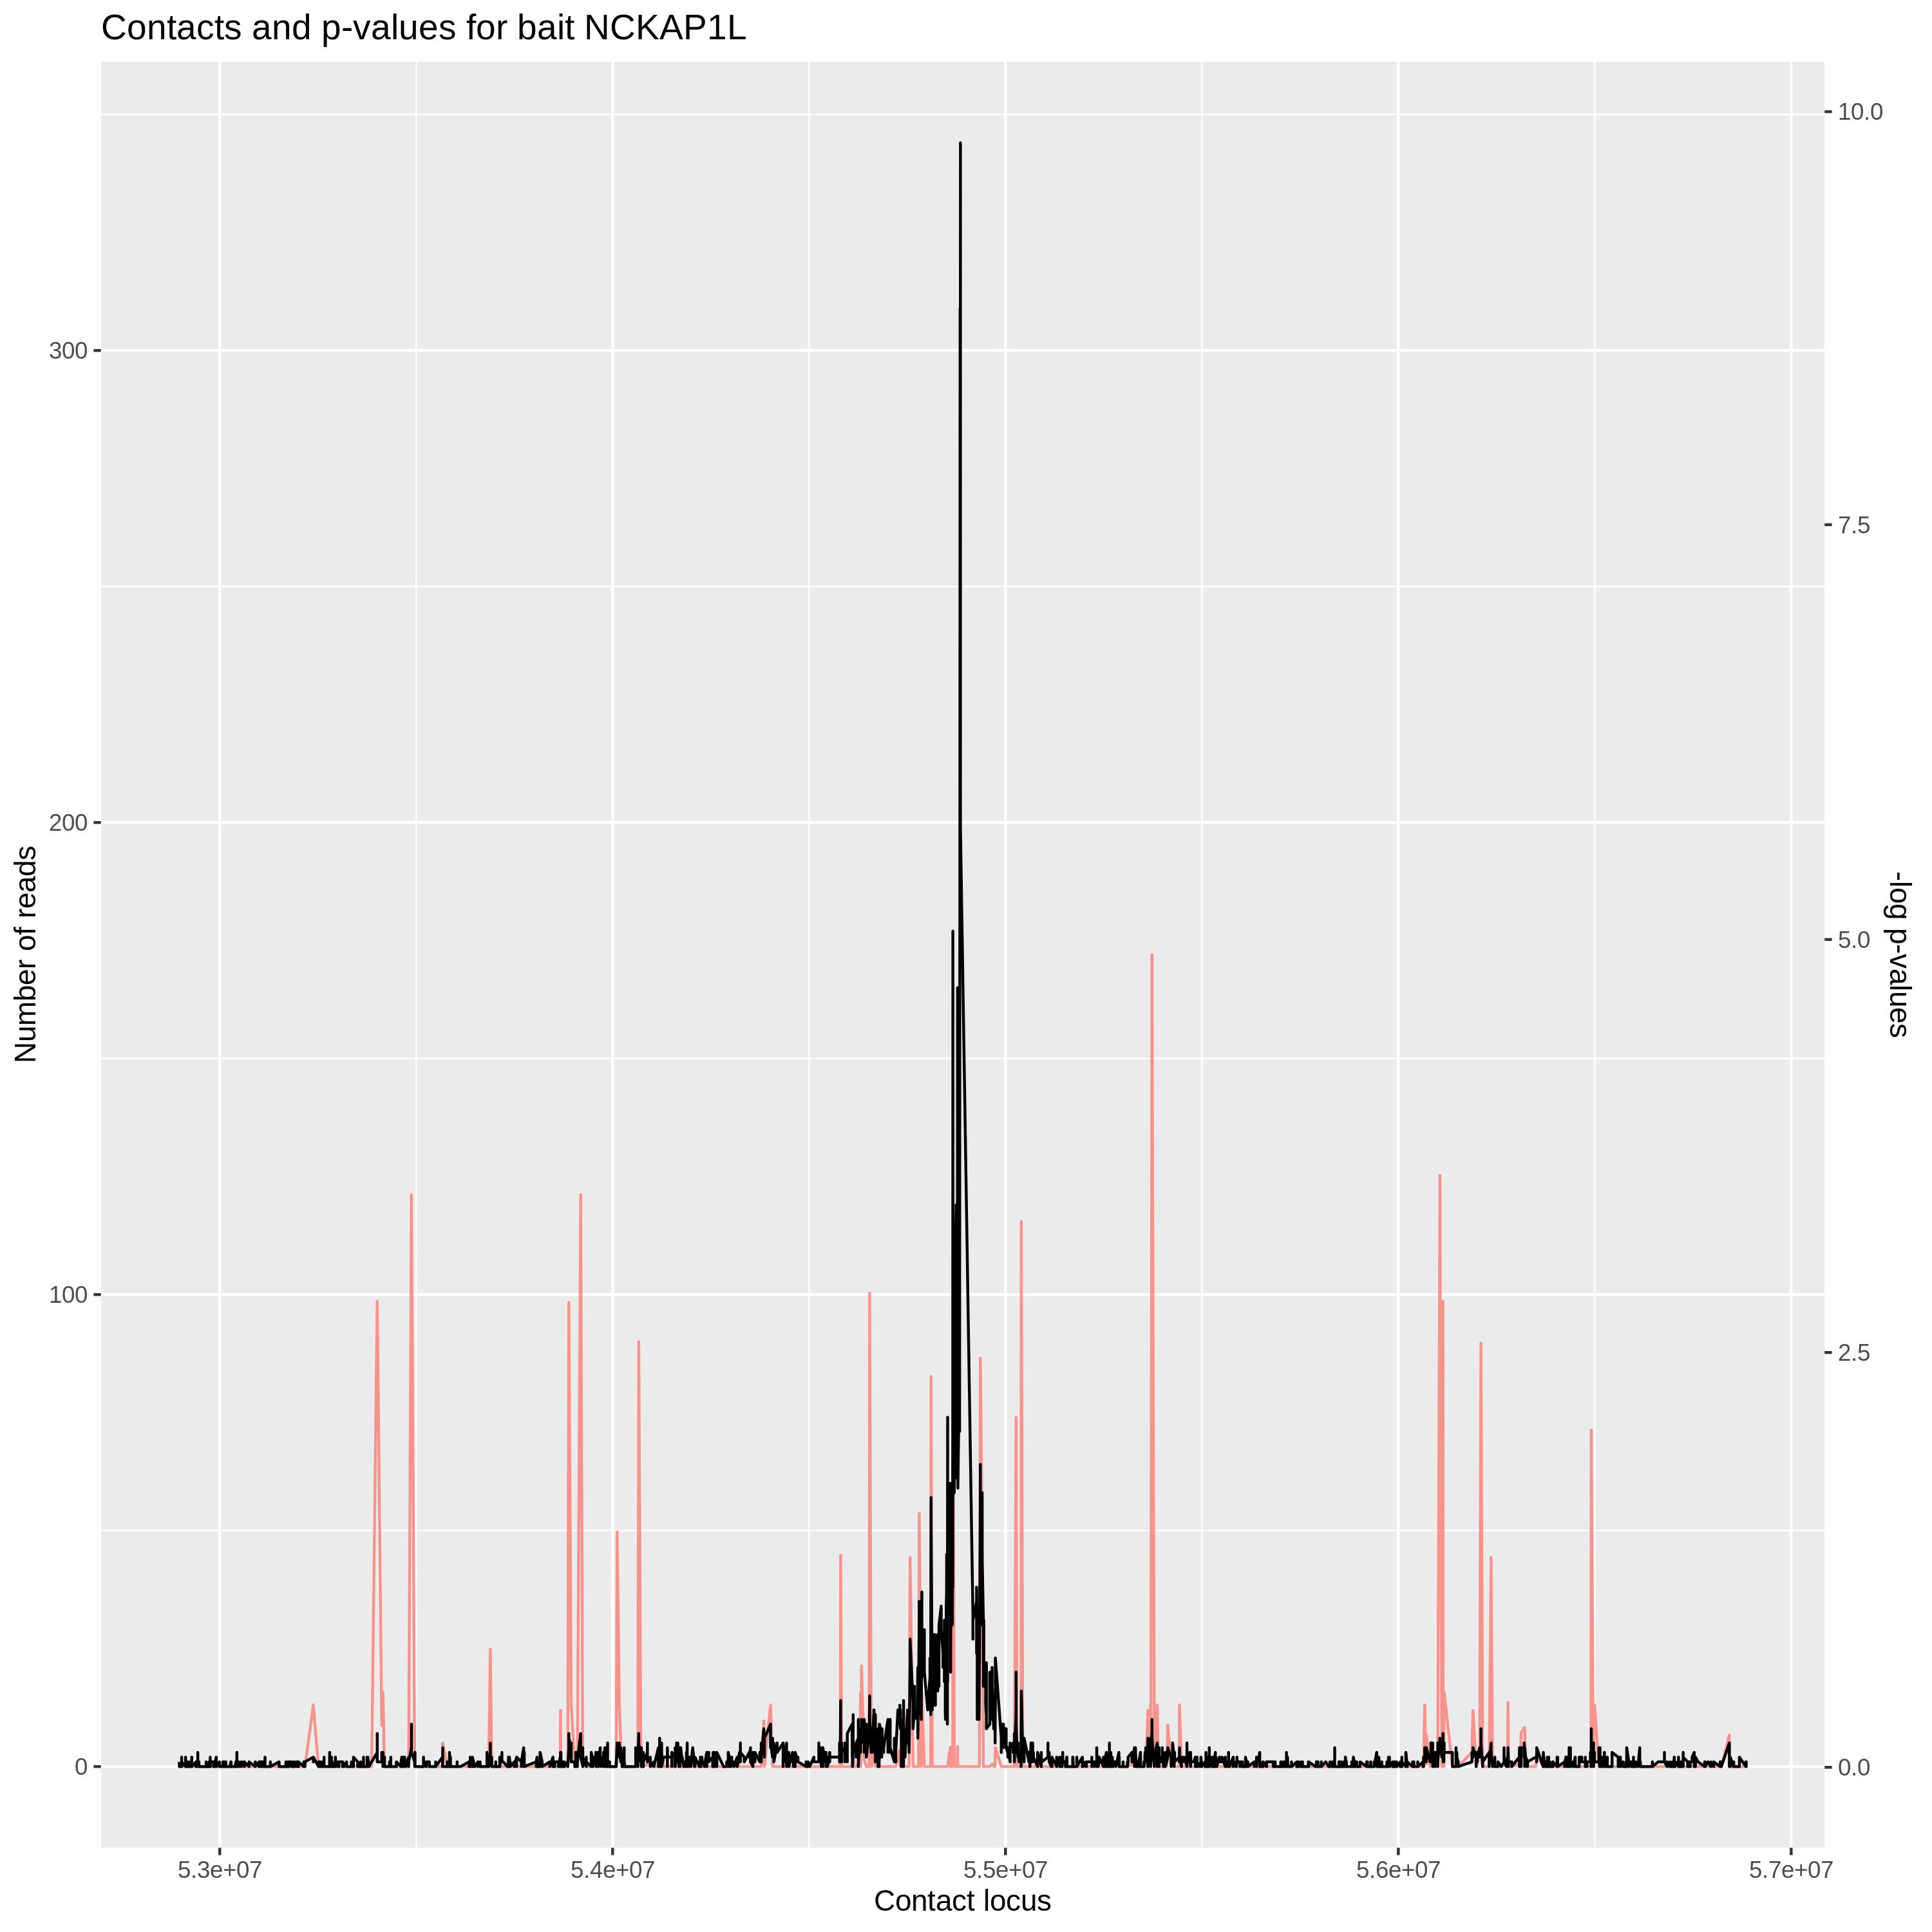 Contacts and p-values for bait NCKAP1L
Number of reads
300
200
100
0
10.0
7.5
5.0
2.5
0.0
-log p-values
5.3e+07 5.4e+07 5.5e+07 5.6e+07 5.7e+07
Contact locus